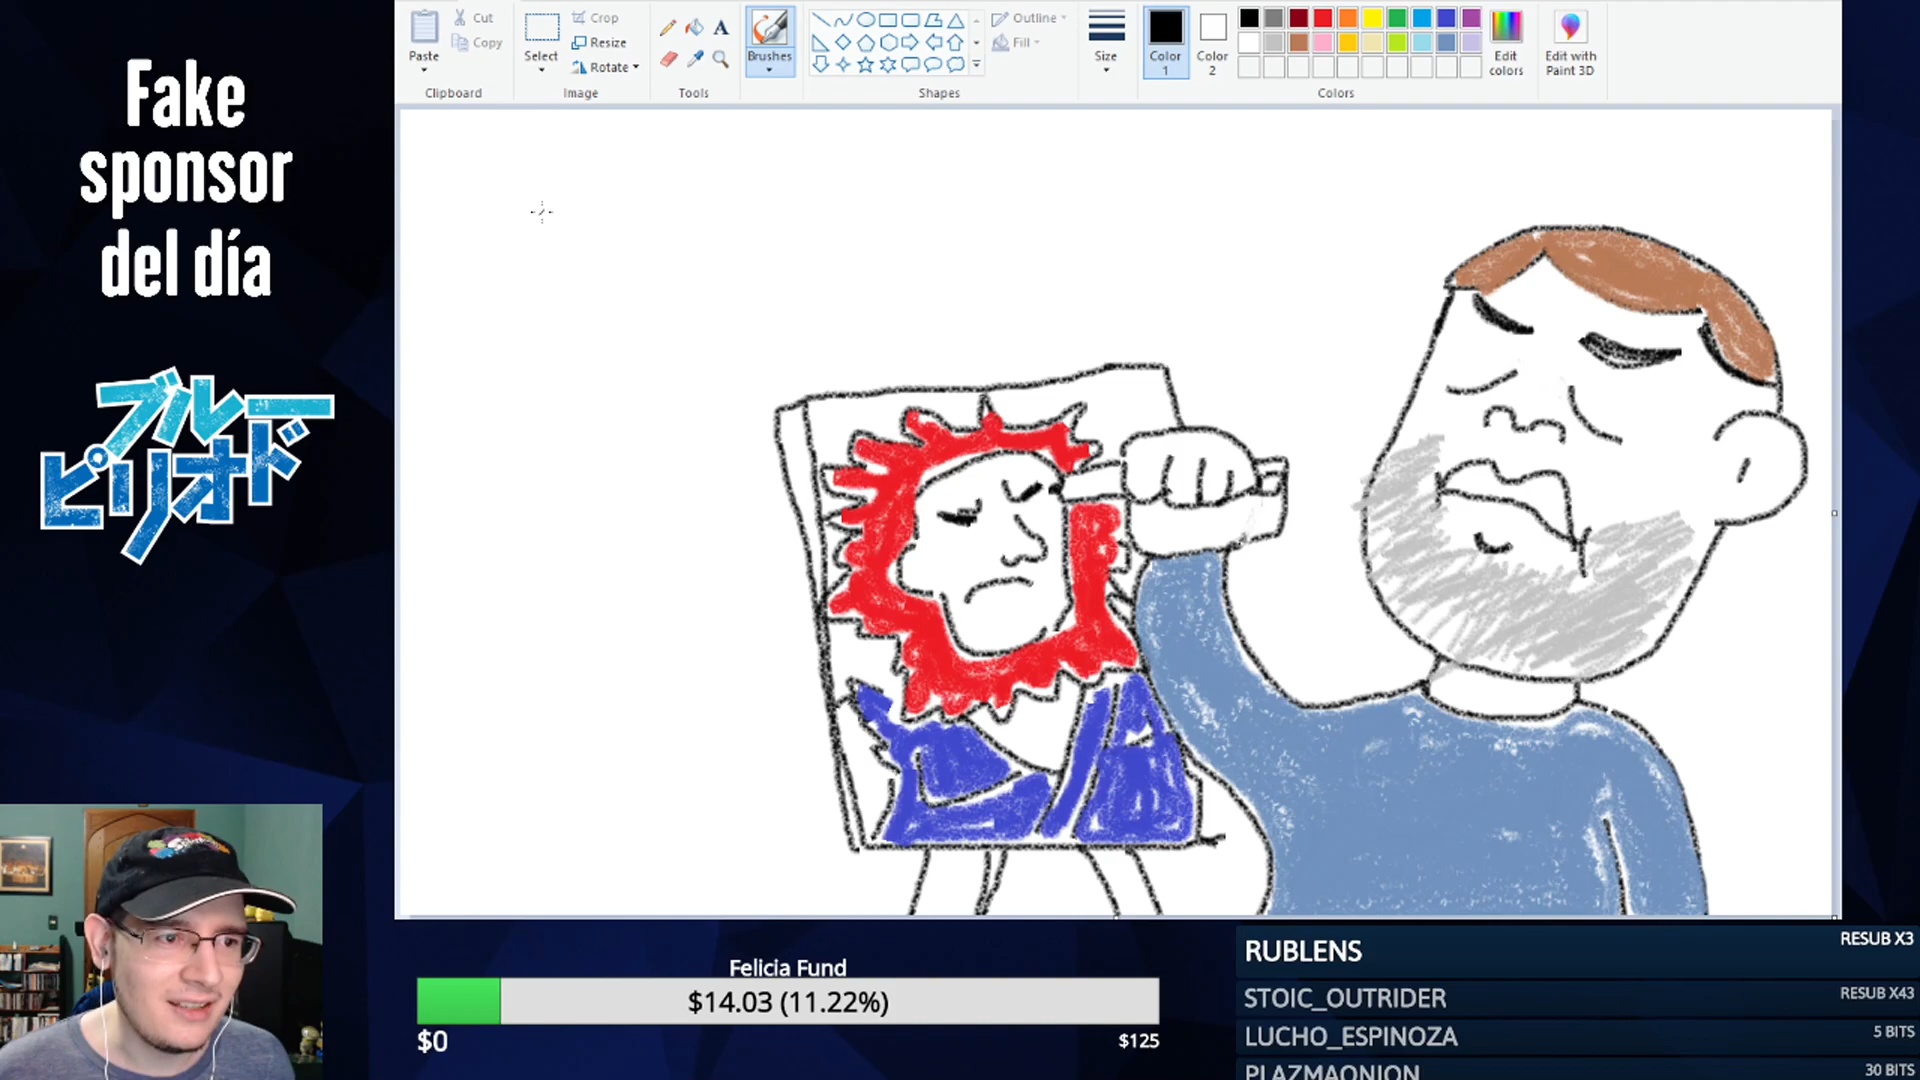 Fake
sponsor
del día
ブルー
ピリオド
Paste
Cut
Copy
Clipboard
Select
Crop
Resize
Rotate
Image
A
Tools
Brushes
Outline
Fill
Shapes
Size
Color
1
Color
2
Edit
colors
Edit with
Paint 3D
Colors
Felicia Fund
$14.03 (11.22%)
$0
$125
RUBLENS RESUB X3
STOIC_OUTRIDER RESUB X43
LUCHO_ESPINOZA 5 BITS
PLAZMAONION 30 BITS